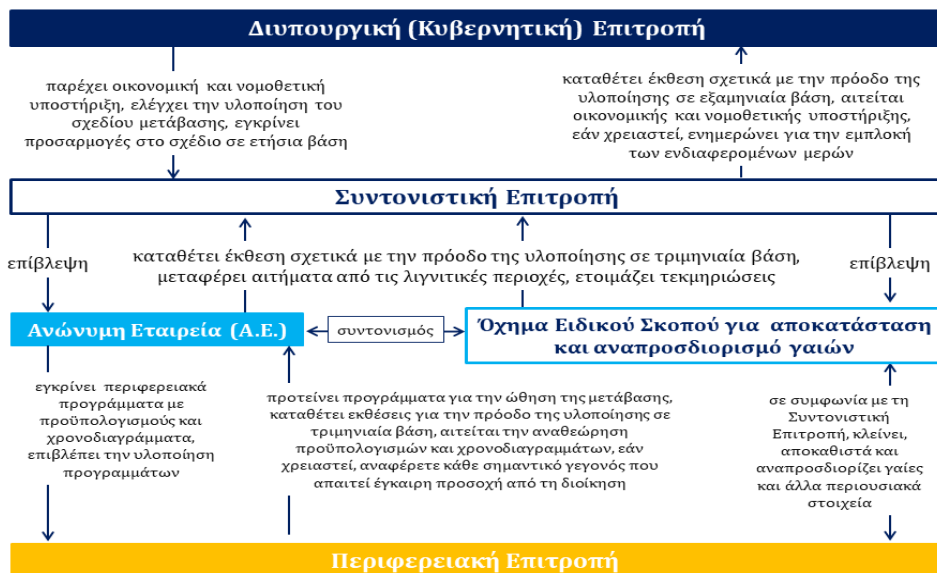 Διυπουργική (Κυβερνητική) Επιτροπή
παρέχει οικονομική και νομοθετική
υποστήριξη, ελέγχει την υλοποίηση του
σχεδίου μετάβασης, εγκρίνει
προσαρμογές στο σχέδιο σε ετήσια βάση
καταθέτει έκθεση σχετικά με την πρόοδο της
υλοποίησης σε εξαμηνιαία βάση, αιτείται
οικονομικής και νομοθετικής υποστήριξης,
εάν χρειαστεί, ενημερώνει για την εμπλοκή
των ενδιαφερομένων μερών
Συντονιστική Επιτροπή
επίβλεψη
καταθέτει έκθεση σχετικά με την πρόοδο της υλοποίησης σε τριμηνιαία βάση,
μεταφέρει αιτήματα από τις λιγνιτικές περιοχές, ετοιμάζει τεκμηριώσεις
επίβλεψη
Ανώνυμη Εταιρεία (Α.Ε.)
συντονισμός
Όχημα Ειδικού Σκοπού για αποκατάσταση
και αναπροσδιορισμό γαιών
εγκρίνει περιφερειακά
προγράμματα με
προϋπολογισμούς και
χρονοδιαγράμματα,
επιβλέπει την υλοποίηση
προγραμμάτων
προτείνει προγράμματα για την ώθηση της μετάβασης,
καταθέτει εκθέσεις για την πρόοδο της υλοποίησης σε
τριμηνιαία βάση, αιτείται την αναθεώρηση
προϋπολογισμών και χρονοδιαγραμμάτων, εάν
χρειαστεί, αναφέρετε κάθε σημαντικό γεγονός που
απαιτεί έγκαιρη προσοχή από τη διοίκηση
σε συμφωνία με τη
Συντονιστική
Επιτροπή, κλείνει,
αποκαθιστά και
αναπροσδιορίζει γαίες
και άλλα περιουσιακά
στοιχεία
Περιφερειακή Επιτροπή